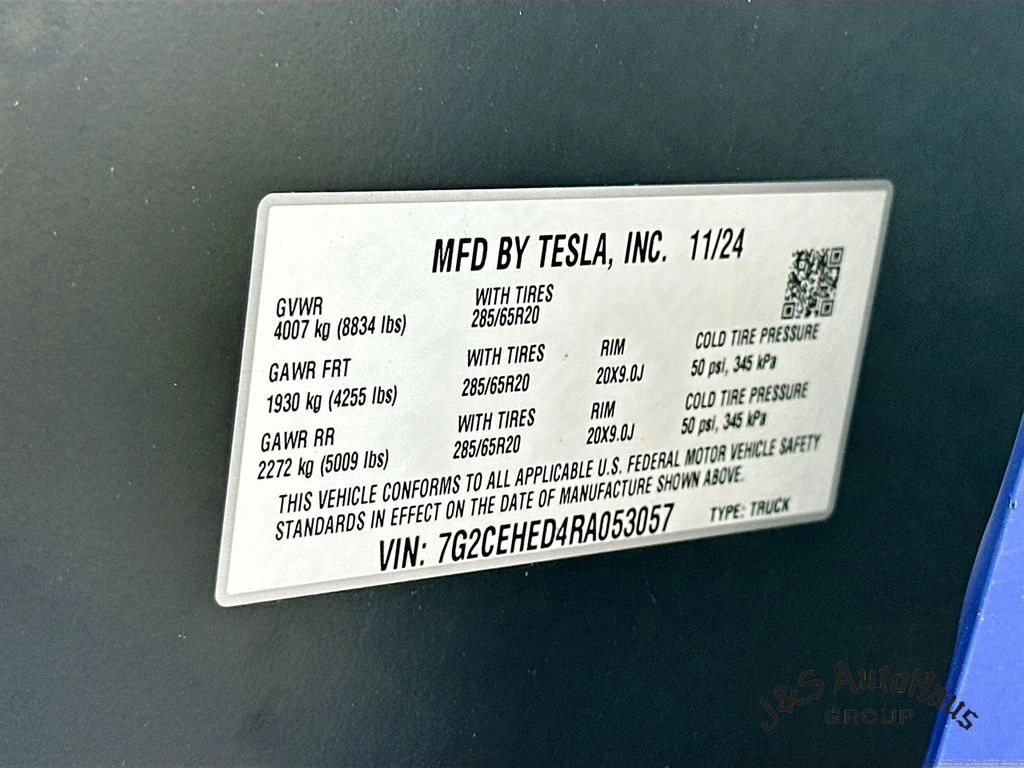 MFD BY TESLA, INC. 11/24
GVWR
4007 kg (8834 lbs)
WITH TIRES
285/65R20
GAWR FRT
1930 kg (4255 lbs)
WITH TIRES
285/65R20
RIM
20X9.0J
COLD TIRE PRESSURE
50 psi, 345 kPa
GAWR RR
2272 kg (5009 lbs)
WITH TIRES
285/65R20
RIM
20X9.0J
COLD TIRE PRESSURE
50 psi, 345 kPa
THIS VEHICLE CONFORMS TO ALL APPLICABLE U.S. FEDERAL MOTOR VEHICLE SAFETY
STANDARDS IN EFFECT ON THE DATE OF MANUFACTURE SHOWN ABOVE.
VIN: 7G2CEHED4RA053057
TYPE: TRUCK
J&S AutoHaus
GROUP